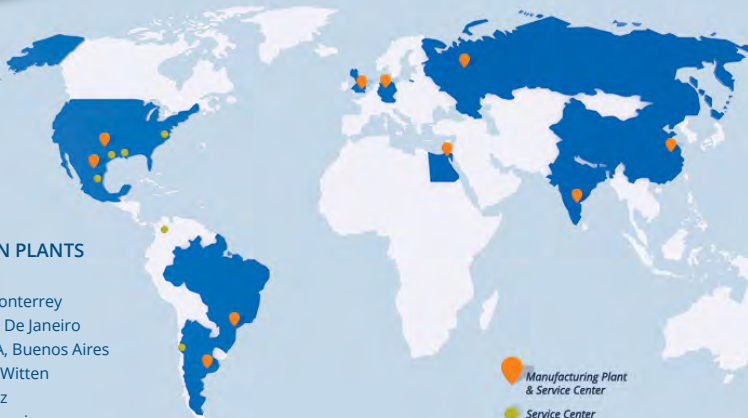 N PLANTS
onterrey
De Janeiro
A, Buenos Aires
Witten
z
Manufacturing Plant
& Service Center
Service Center